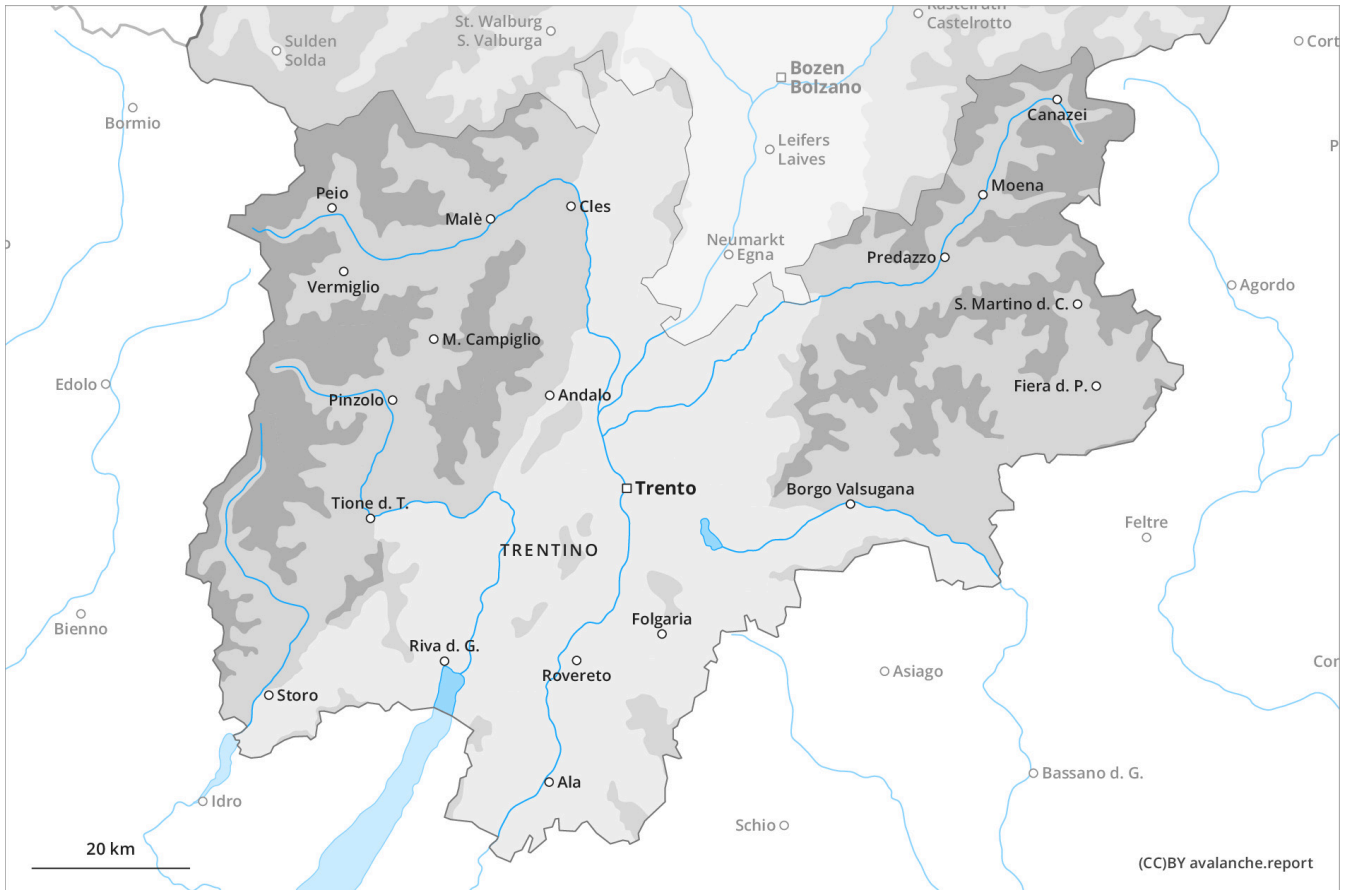 St. Walburg
S. Valburga
Castelrotto
Sulden
Solda
Cort
Bozen
Bolzano
Bormio
Canazei
Leifers
Laives
P
Peio
Moena
Malè
Cles
Neumarkt
Egna
Predazzo
Vermiglio
Agordo
S. Martino d. C.
M. Campiglio
Edolo
Andalo
Fiera d. P.
Pinzolo
Trento
Borgo Valsugana
Tione d. T.
Feltre
TRENTINO
Bienno
Folgaria
Riva d. G.
Rovereto
Asiago
Cor
Storo
Ala
Bassano d. G.
Idro
Schio
20 km
(CC)BY avalanche.report